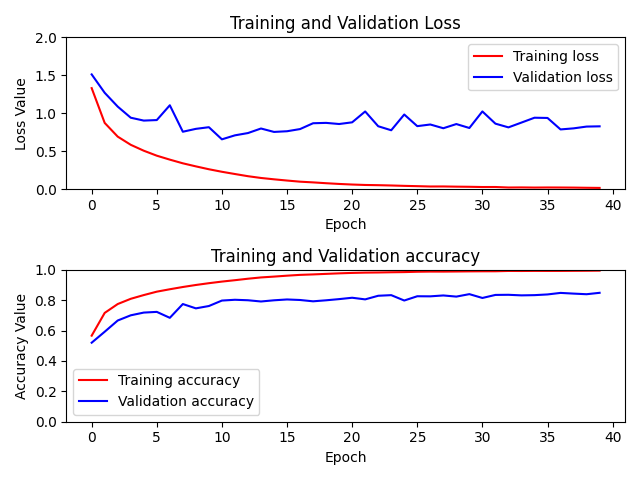 Training and Validation Loss
2.0
1.5
1.0
0.5
0.0
Loss Value
Training loss
Validation loss
0 5 10 15 20 25 30 35 40
Epoch
Training and Validation accuracy
1.0
0.8
0.6
0.4
0.2
0.0
Accuracy Value
Training accuracy
Validation accuracy
0 5 10 15 20 25 30 35 40
Epoch